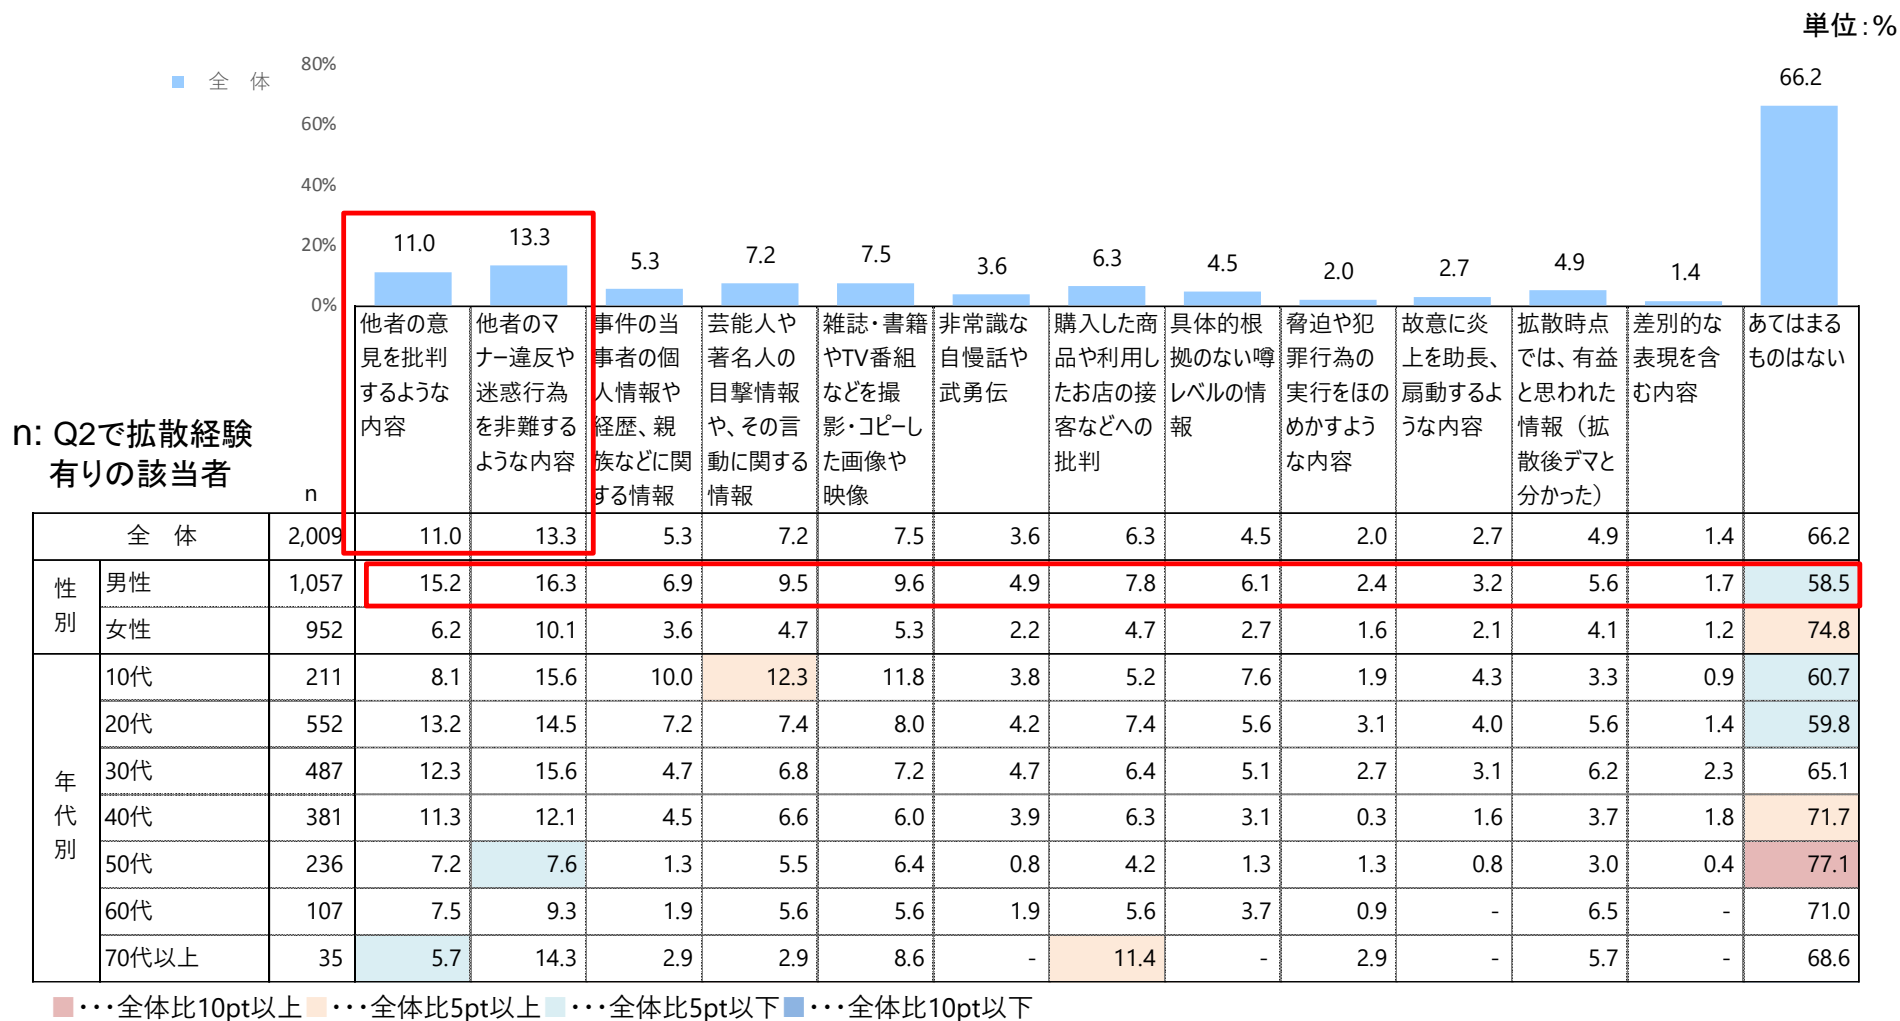 単位：%
80%
60%
40%
20%
0%
全 体
11.0 13.3 5.3 7.2 7.5 3.6 6.3 4.5 2.0 2.7 4.9 1.4 66.2
他者の意
見を批判
するような
内容
他者のマ
ナー違反や
迷惑行為
を非難する
ような内容
事件の当
事者の個
人情報や
経歴、親
族などに関
する情報
芸能人や
著名人の
目撃情報
や、その言
動に関する
情報
雑誌・書籍
やTV番組
などを撮
影・コピーし
た画像や
映像
非常識な
自慢話や
武勇伝
購入した商
品や利用し
たお店の接
客などへの
批判
具体的根
拠のない噂
レベルの情
報
脅迫や犯
罪行為の
実行をほの
めかすよう
な内容
故意に炎
上を助長、
扇動するよ
うな内容
拡散時点
では、有益
と思われた
情報（拡
散後デマと
分かった）
差別的な
表現を含
む内容
あてはまる
ものはない
n: Q2で拡散経験
有りの該当者
n
全 体 2,009 11.0 13.3 5.3 7.2 7.5 3.6 6.3 4.5 2.0 2.7 4.9 1.4 66.2
性別
男性 1,057 15.2 16.3 6.9 9.5 9.6 4.9 7.8 6.1 2.4 3.2 5.6 1.7 58.5
女性 952 6.2 10.1 3.6 4.7 5.3 2.2 4.7 2.7 1.6 2.1 4.1 1.2 74.8
年代別
10代 211 8.1 15.6 10.0 12.3 11.8 3.8 5.2 7.6 1.9 4.3 3.3 0.9 60.7
20代 552 13.2 14.5 7.2 7.4 8.0 4.2 7.4 5.6 3.1 4.0 5.6 1.4 59.8
30代 487 12.3 15.6 4.7 6.8 7.2 4.7 6.4 5.1 2.7 3.1 6.2 2.3 65.1
40代 381 11.3 12.1 4.5 6.6 6.0 3.9 6.3 3.1 0.3 1.6 3.7 1.8 71.7
50代 236 7.2 7.6 1.3 5.5 6.4 0.8 4.2 1.3 1.3 0.8 3.0 0.4 77.1
60代 107 7.5 9.3 1.9 5.6 5.6 1.9 5.6 3.7 0.9 - 6.5 - 71.0
70代以上 35 5.7 14.3 2.9 2.9 8.6 - 11.4 - 2.9 - 5.7 - 68.6
・・・全体比10pt以上 ・・・全体比5pt以上 ・・・全体比5pt以下 ・・・全体比10pt以下